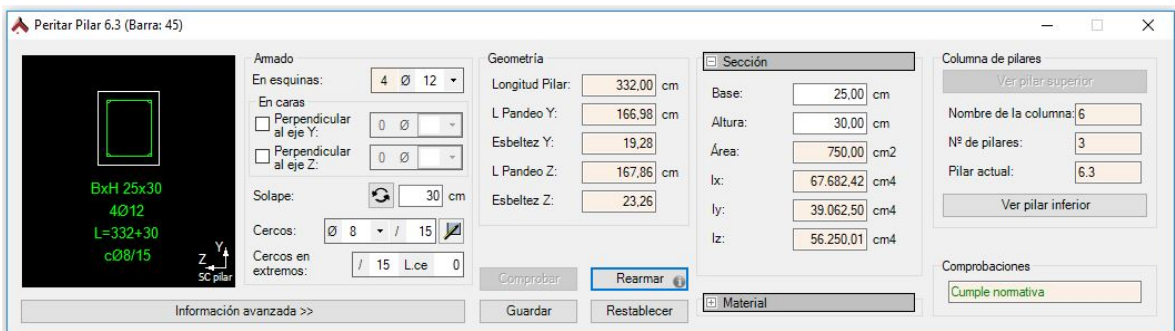 Peritar Pilar 6.3 (Barra: 45)
BxH 25x30
4Ø12
L=332+30
cØ8/15
Y
Z
SC pilar
Información avanzada >>
Armado
En esquinas: 4 Ø 12
En caras
Perpendicular
al eje Y: 0 Ø
Perpendicular
al eje Z: 0 Ø
Solape: 30 cm
Cercos: Ø 8 / 15
Cercos en
extremos: / 15 L.ce 0
Geometría
Longitud Pilar: 332,00 cm
L Pandeo Y: 166,98 cm
Esbeltez Y: 19,28
L Pandeo Z: 167,86 cm
Esbeltez Z: 23,26
Comprobar Rearmar
Guardar Restablecer
Sección
Base: 25,00 cm
Altura: 30,00 cm
Área: 750,00 cm2
Ix: 67.682,42 cm4
Iy: 39.062,50 cm4
Iz: 56.250,01 cm4
Material
Columna de pilares
Ver pilar superior
Nombre de la columna: 6
Nº de pilares: 3
Pilar actual: 6.3
Ver pilar inferior
Comprobaciones
Cumple normativa